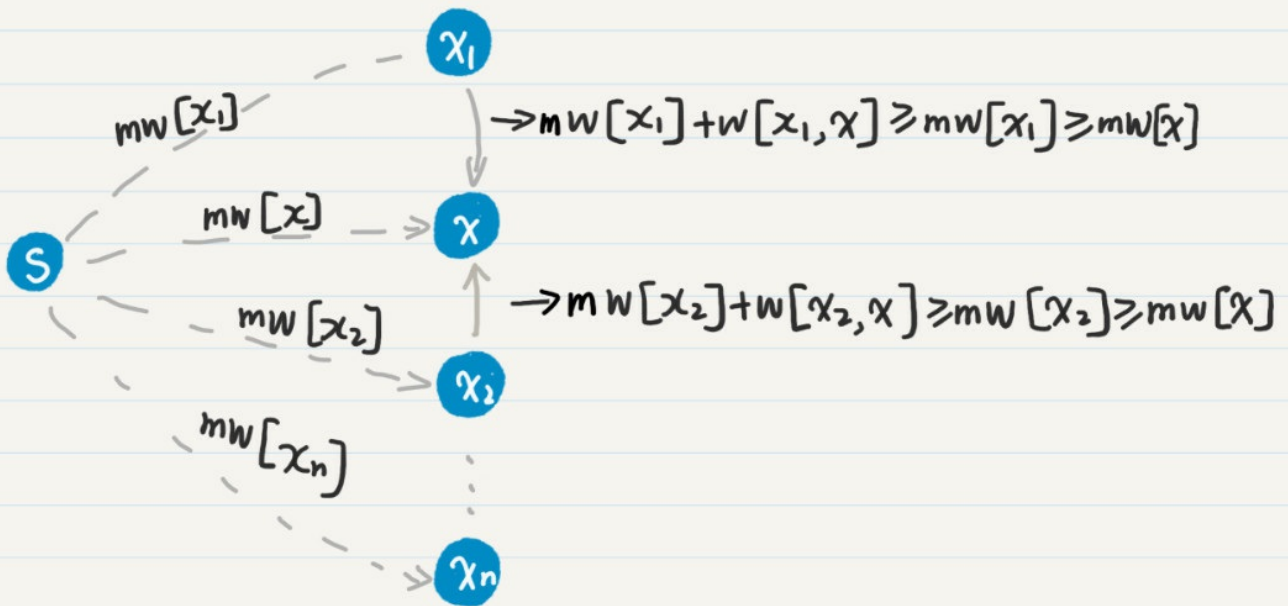 x₁
mw[x₁]
→mw[x₁]+w[x₁,x]≥mw[x₁]≥mw[x]
mw[x]
x
S
→mw[x₂]+w[x₂,x]≥mw[x₂]≥mw[x]
mw[x₂]
x₂
mw[xₙ]
xₙ